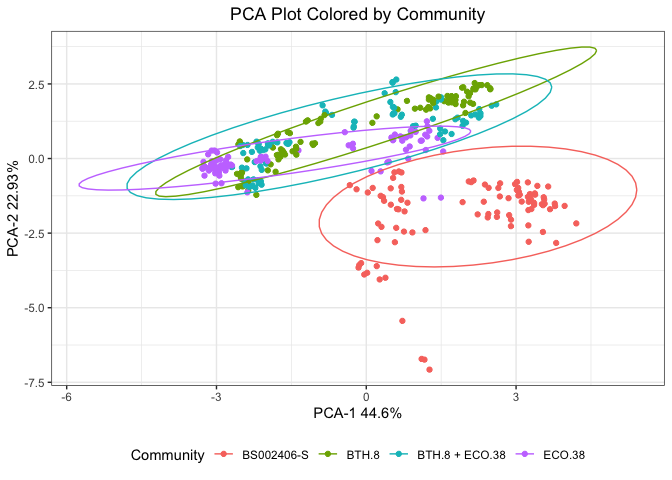 PCA Plot Colored by Community
2.5
0.0
-2.5
-5.0
-7.5
PCA-2 22.93%
-6 -3 0 3
PCA-1 44.6%
Community BS002406-S BTH.8 BTH.8 + ECO.38 ECO.38